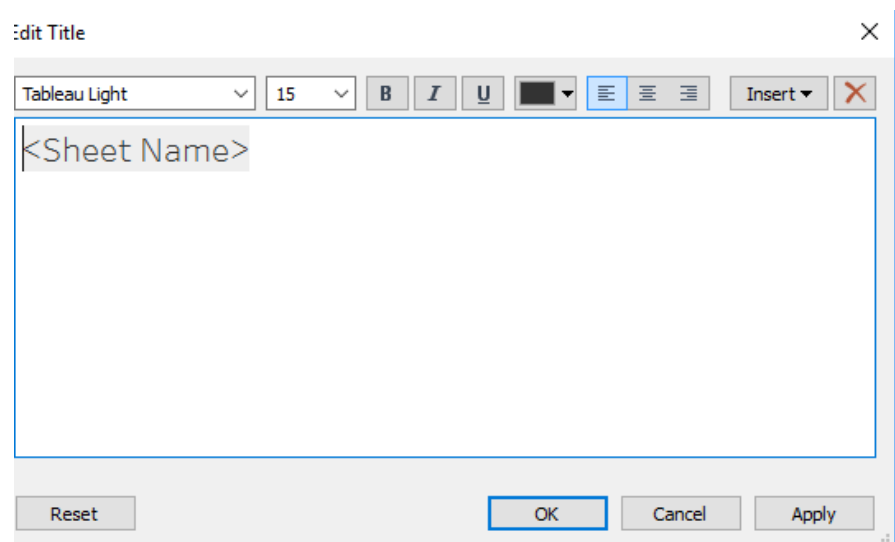 Edit Title
Tableau Light 15 B I U Insert
<Sheet Name>
Reset OK Cancel Apply